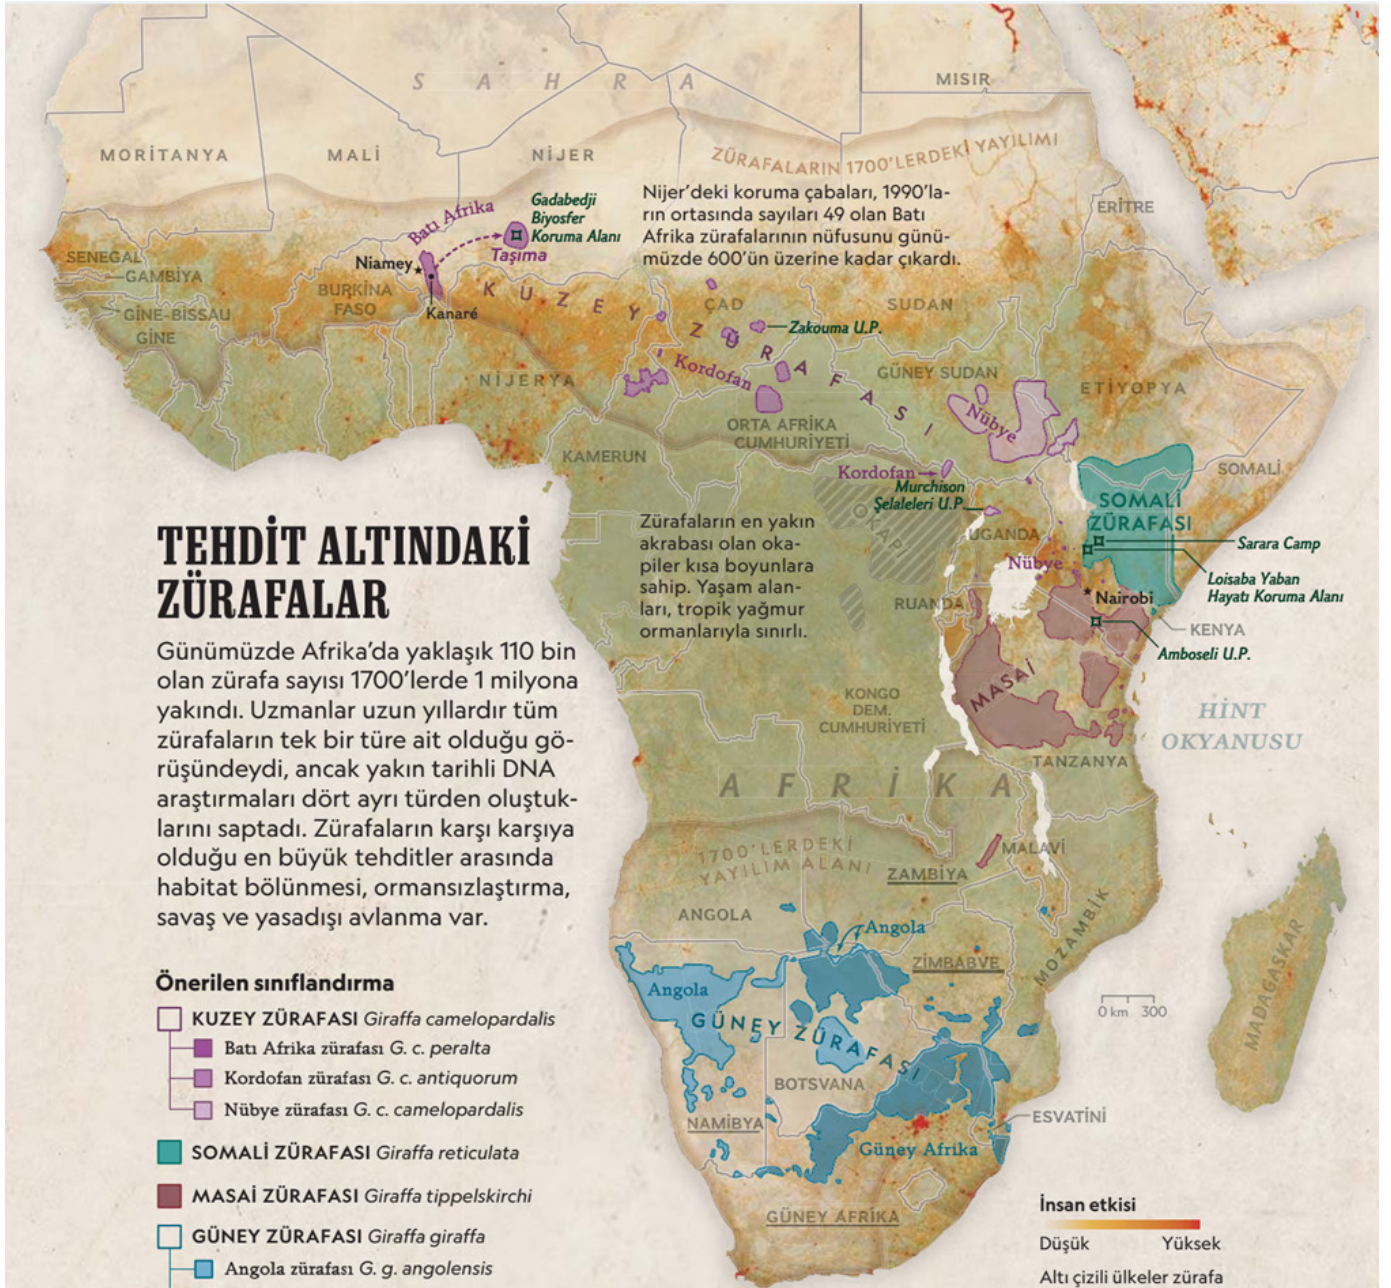 SAHRA
MISIR
MORİTANYA
MALİ
NİJER
ZÜRAFALARIN 1700'LERDEKİ YAYILIMI
Nijer'deki koruma çabaları, 1990'la-
rın ortasında sayıları 49 olan Batı
Afrika zürafalarının nüfusunu günü-
müzde 600'ün üzerine kadar çıkardı.
Gadabedji
Biyosfer
Koruma Alanı
Batı Afrika
Taşıma
ERİTRE
SENEGAL
GAMBİYA
GİNE-BISSAU
GİNE
Niamey
BURKİNA
FASO
Kanaré
KUZEY ZÜRAFASI
ÇAD
SUDAN
Zakouma U.P.
NİJERYA
Kordofan
GÜNEY SUDAN
ETİYOPYA
Nübye
ORTA AFRİKA
CUMHURİYETİ
KAMERUN
Kordofan
SOMALİ
Murchison
Şelaleleri U.P.
OKAPİ
SOMALİ
ZÜRAFASI
Zürafaların en yakın
akrabası olan oka-
piler kısa boyunlara
sahip. Yaşam alan-
ları, tropik yağmur
ormanlarıyla sınırlı.
UGANDA
Sarara Camp
Nübye
Loisaba Yaban
Hayatı Koruma Alanı
RUANDA
Nairobi
KENYA
Amboseli U.P.
MASAİ
KONGO
DEM.
CUMHURİYETİ
HİNT
OKYANUSU
TANZANYA
AFRİKA
TEHDİT ALTINDAKİ
ZÜRAFALAR
Günümüzde Afrika'da yaklaşık 110 bin
olan zürafa sayısı 1700'lerde 1 milyona
yakındı. Uzmanlar uzun yıllardır tüm
zürafaların tek bir türe ait olduğu gö-
rüşündeydi, ancak yakın tarihli DNA
araştırmaları dört ayrı türden oluştuk-
larını saptadı. Zürafaların karşı karşıya
olduğu en büyük tehditler arasında
habitat bölünmesi, ormansızlaştırma,
savaş ve yasadışı avlanma var.
1700'LERDEKİ
YAYILIM ALANI
MALAVİ
ZAMBİYA
ANGOLA
Angola
MOZAMBİK
ZİMBABVE
MADAGASKAR
Angola
GÜNEY ZÜRAFASI
0 km 300
BOTSVANA
NAMİBYA
ESVATİNİ
Güney Afrika
GÜNEY AFRİKA
Önerilen sınıflandırma
KUZEY ZÜRAFASI Giraffa camelopardalis
Batı Afrika zürafası G. c. peralta
Kordofan zürafası G. c. antiquorum
Nübye zürafası G. c. camelopardalis
SOMALİ ZÜRAFASI Giraffa reticulata
MASAİ ZÜRAFASI Giraffa tippelskirchi
GÜNEY ZÜRAFASI Giraffa giraffa
Angola zürafası G. g. angolensis
İnsan etkisi
Düşük Yüksek
Altı çizili ülkeler zürafa